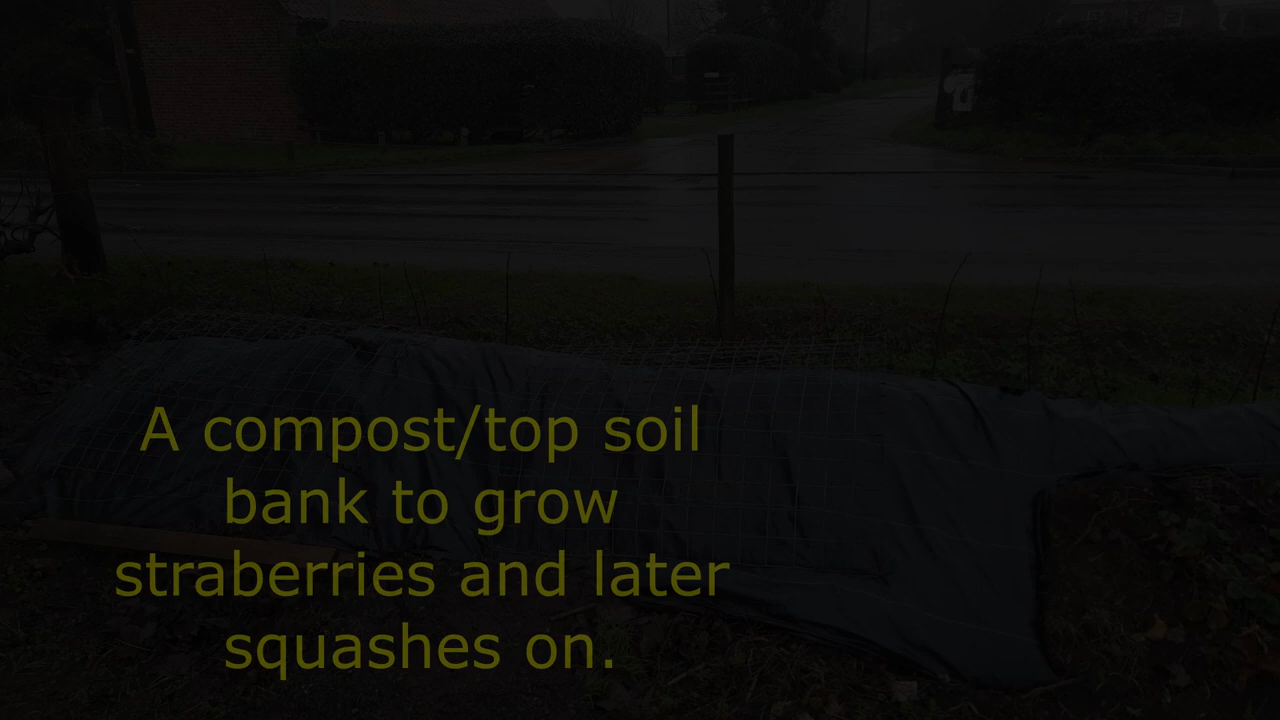 A compost/top soil
bank to grow
straberries and later
squashes on.